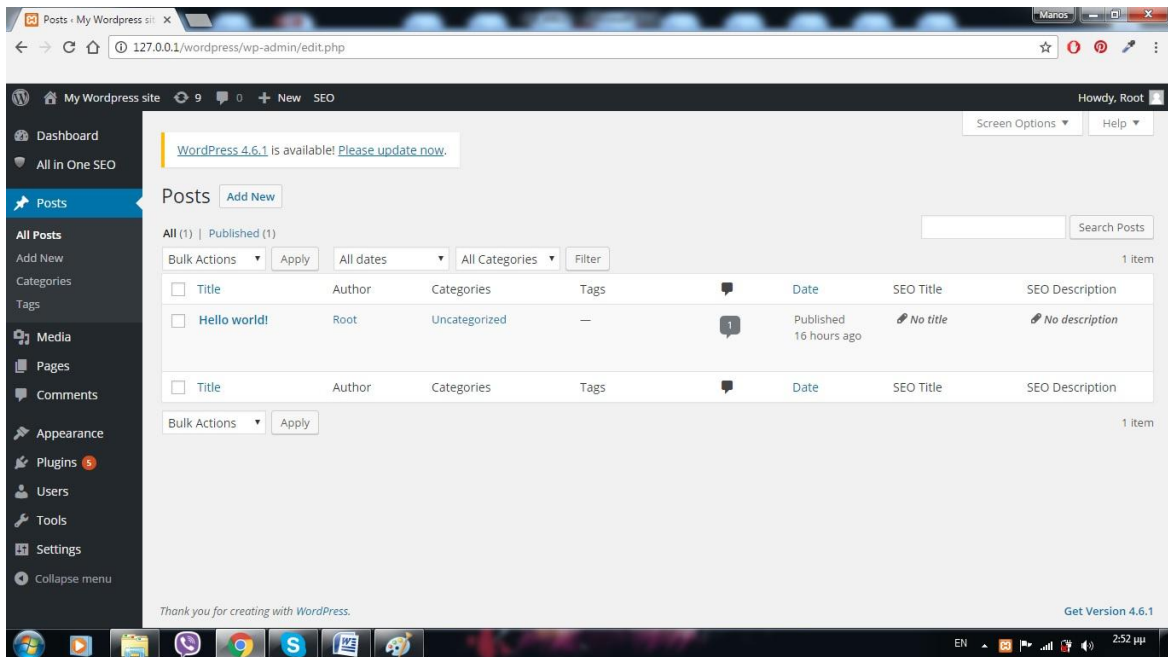 Posts ‹ My Wordpress sit
Manos
127.0.0.1/wordpress/wp-admin/edit.php
My Wordpress site 9 0 + New SEO Howdy, Root
Screen Options ▼ Help ▼
Dashboard
All in One SEO
Posts
All Posts
Add New
Categories
Tags
Media
Pages
Comments
Appearance
Plugins 5
Users
Tools
Settings
Collapse menu
WordPress 4.6.1 is available! Please update now.
Posts Add New
All (1) | Published (1)
Search Posts
Bulk Actions ▼ Apply All dates ▼ All Categories ▼ Filter 1 item
Title Author Categories Tags Date SEO Title SEO Description
Hello world! Root Uncategorized — 1 Published No title No description
16 hours ago
Title Author Categories Tags Date SEO Title SEO Description
Bulk Actions ▼ Apply 1 item
Thank you for creating with WordPress. Get Version 4.6.1
EN 2:52 μμ